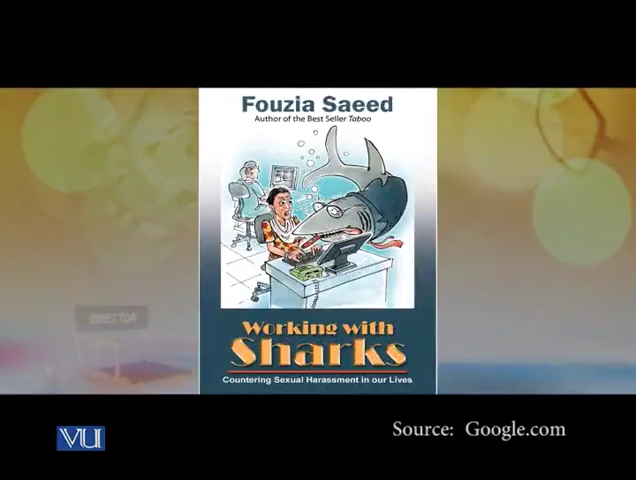 Fouzia Saeed
Author of the Best Seller Taboo
Working with
Sharks
Countering Sexual Harassment in our Lives
DIRECTOR
VU
Source: Google.com